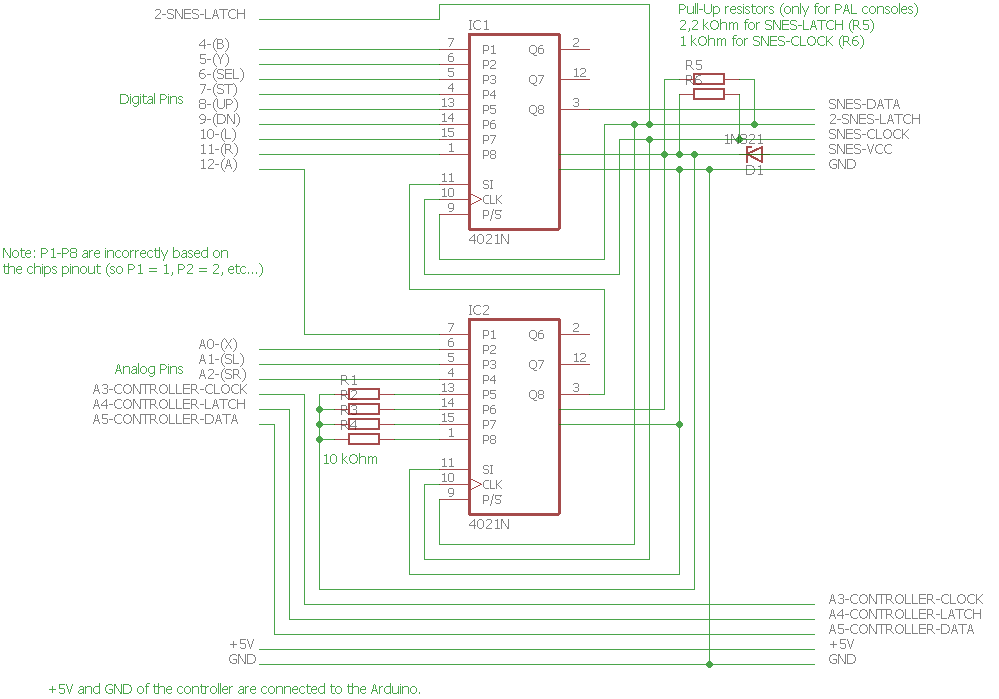 Pull-Up resistors (only for PAL consoles)
2,2 kOhm for SNES-LATCH (R5)
1 kOhm for SNES-CLOCK (R6)
2-SNES-LATCH
4-(B)
5-(Y)
6-(SEL)
7-(ST)
8-(UP)
9-(DN)
10-(L)
11-(R)
12-(A)
Digital Pins
IC1
7 P1 Q6 2
6 P2
5 P3 Q7 12
4 P4
13 P5 Q8 3
14 P6
15 P7
1 P8
11 SI
10 CLK
9 P/S
4021N
R5
R6
SNES-DATA
2-SNES-LATCH
SNES-CLOCK
SNES-VCC
GND
1N821
D1
Note: P1-P8 are incorrectly based on
the chips pinout (so P1 = 1, P2 = 2, etc...)
IC2
7 P1 Q6 2
6 P2
5 P3 Q7 12
4 P4
13 P5 Q8 3
14 P6
15 P7
1 P8
11 SI
10 CLK
9 P/S
4021N
A0-(X)
A1-(SL)
A2-(SR)
A3-CONTROLLER-CLOCK
A4-CONTROLLER-LATCH
A5-CONTROLLER-DATA
Analog Pins
R1
R2
R3
R4
10 kOhm
A3-CONTROLLER-CLOCK
A4-CONTROLLER-LATCH
A5-CONTROLLER-DATA
+5V
GND
+5V
GND
+5V and GND of the controller are connected to the Arduino.